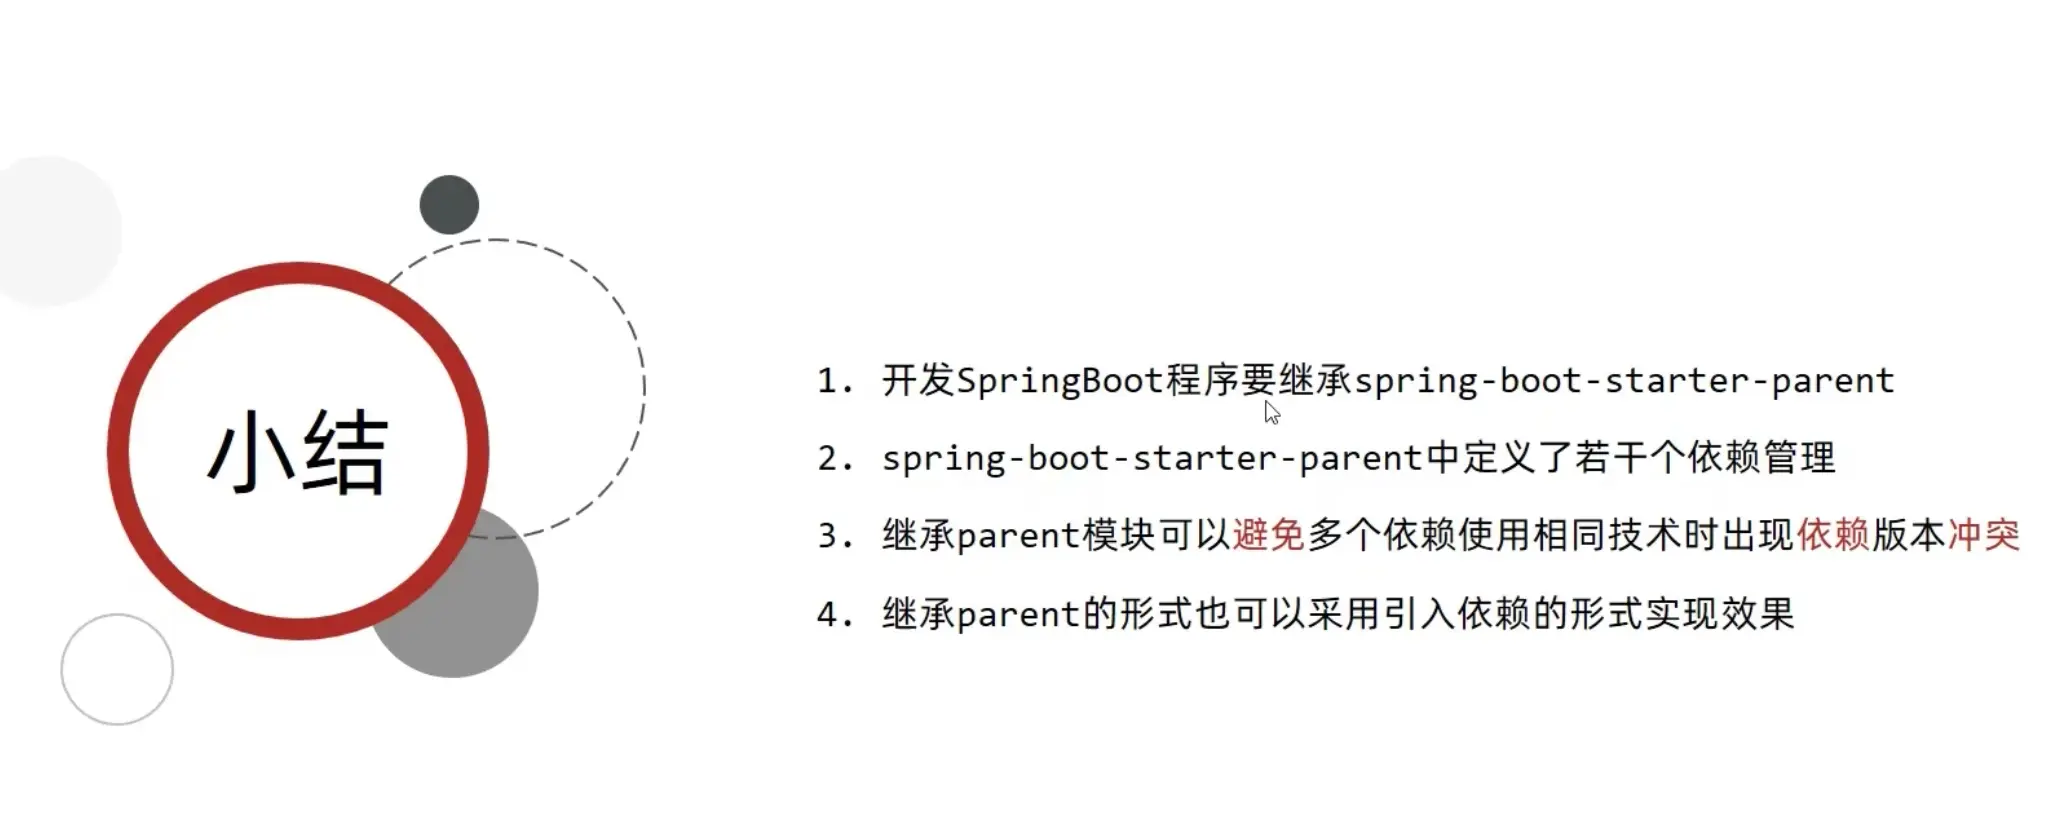 小结
1. 开发SpringBoot程序要继承spring-boot-starter-parent
2. spring-boot-starter-parent中定义了若干个依赖管理
3. 继承parent模块可以避免多个依赖使用相同技术时出现依赖版本冲突
4. 继承parent的形式也可以采用引入依赖的形式实现效果